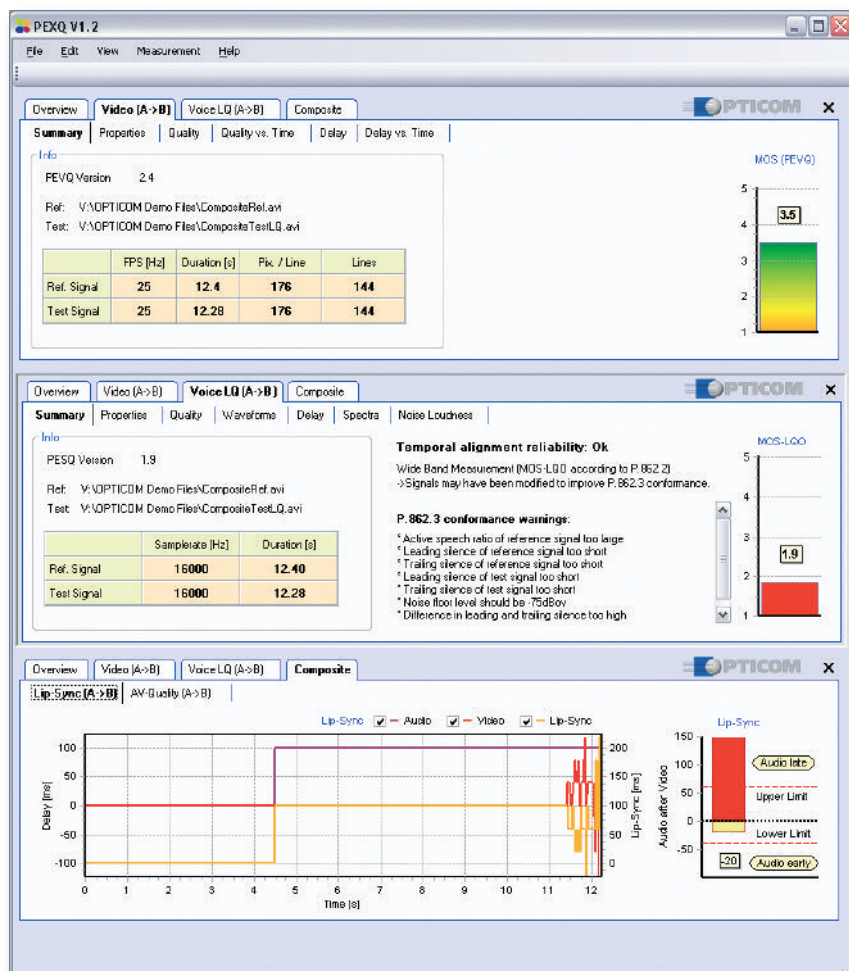 PEXQ V1.2
File Edit View Measurement Help
Overview Video (A->B) Voice LQ (A->B) Composite
OPTICOM
Summary Properties Quality Quality vs. Time Delay Delay vs. Time
Info
PEVQ Version 2.4
Ref: V:\OPTICOM Demo Files\CompositeRef.avi
Test: V:\OPTICOM Demo Files\CompositeTestLQ.avi
FPS [Hz] Duration [s] Pix. / Line Lines
Ref. Signal 25 12.4 176 144
Test Signal 25 12.28 176 144
MOS (PEVQ)
5
3.5
4
3
2
1
Overview Video (A->B) Voice LQ (A->B) Composite
OPTICOM
Summary Properties Quality Waveforms Delay Spectra Noise Loudness
Info
PESQ Version 1.9
Ref: V:\OPTICOM Demo Files\CompositeRef.avi
Test: V:\OPTICOM Demo Files\CompositeTestLQ.avi
Samplerate [Hz] Duration [s]
Ref. Signal 16000 12.40
Test Signal 16000 12.28
Temporal alignment reliability: Ok
Wide Band Measurement (MOS-LQO according to P.862.2)
->Signals may have been modified to improve P.862.3 conformance.
P.862.3 conformance warnings:
* Active speech ratio of reference signal too large
* Leading silence of reference signal too short
* Trailing silence of reference signal too short
* Leading silence of test signal too short
* Trailing silence of test signal too short
* Noise floor level should be -75dBov
* Difference in leading and trailing silence too high
MOS-LQO
5
4
3
1.9
2
1
Overview Video (A->B) Voice LQ (A->B) Composite
OPTICOM
Lip-Sync (A->B) AV-Quality (A->B)
Lip-Sync Audio Video Lip-Sync
Delay [ms]
100
50
0
-50
-100
0 1 2 3 4 5 6 7 8 9 10 11 12
Time [s]
200
150
100
50
0
Lip-Sync [ms]
Lip-Sync
Audio after Video
150
100
50
0
-50
Audio late
Upper Limit
Lower Limit
-20
Audio early